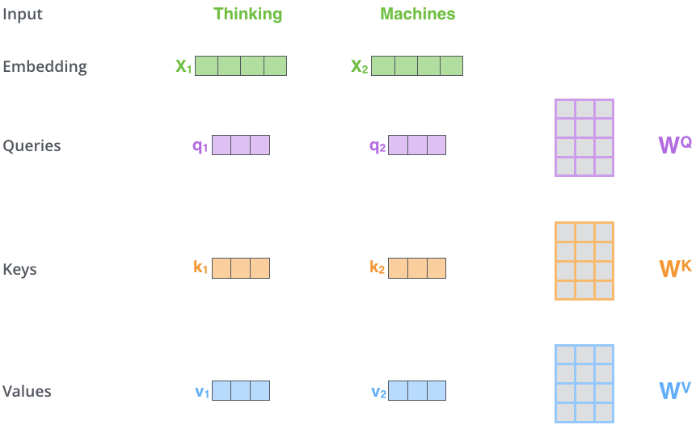 Input Thinking Machines
Embedding X1 X2
Queries q1 q2 WQ
Keys k1 k2 WK
Values v1 v2 WV